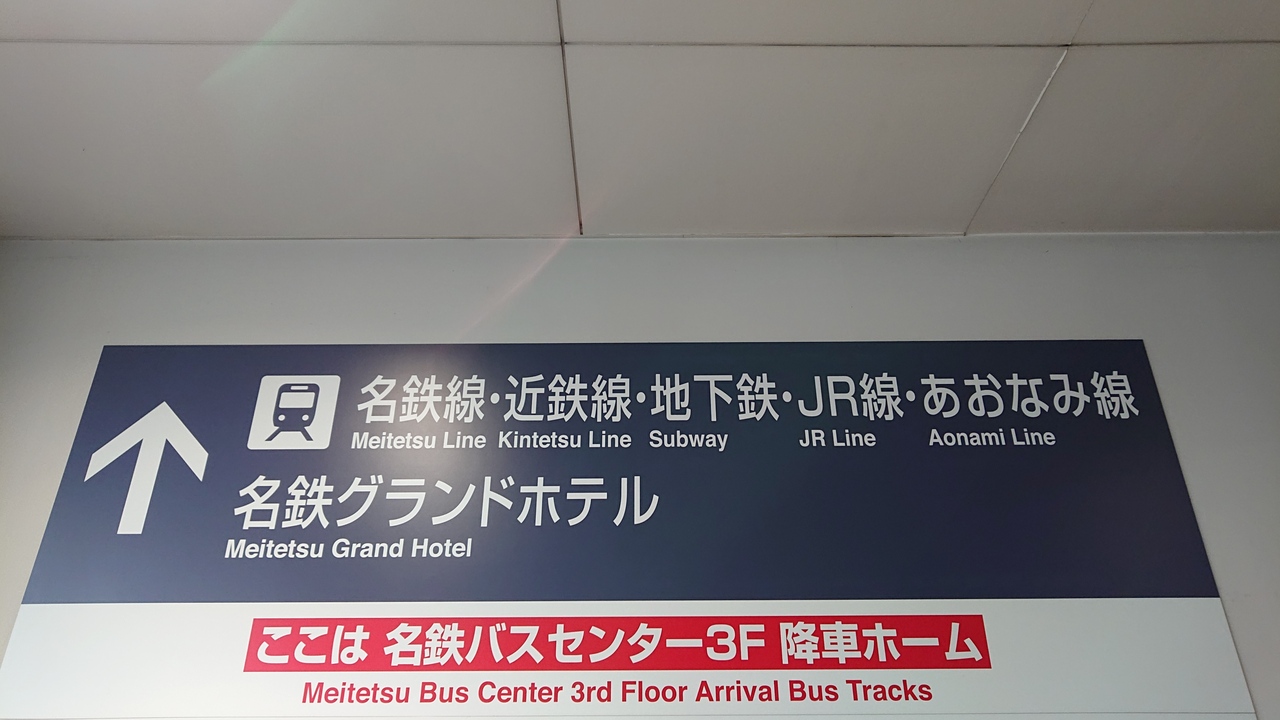 名鉄線・近鉄線・地下鉄・JR線・あおなみ線
Meitetsu Line Kintetsu Line Subway JR Line Aonami Line
名鉄グランドホテル
Meitetsu Grand Hotel
ここは 名鉄バスセンター3F 降車ホーム
Meitetsu Bus Center 3rd Floor Arrival Bus Tracks